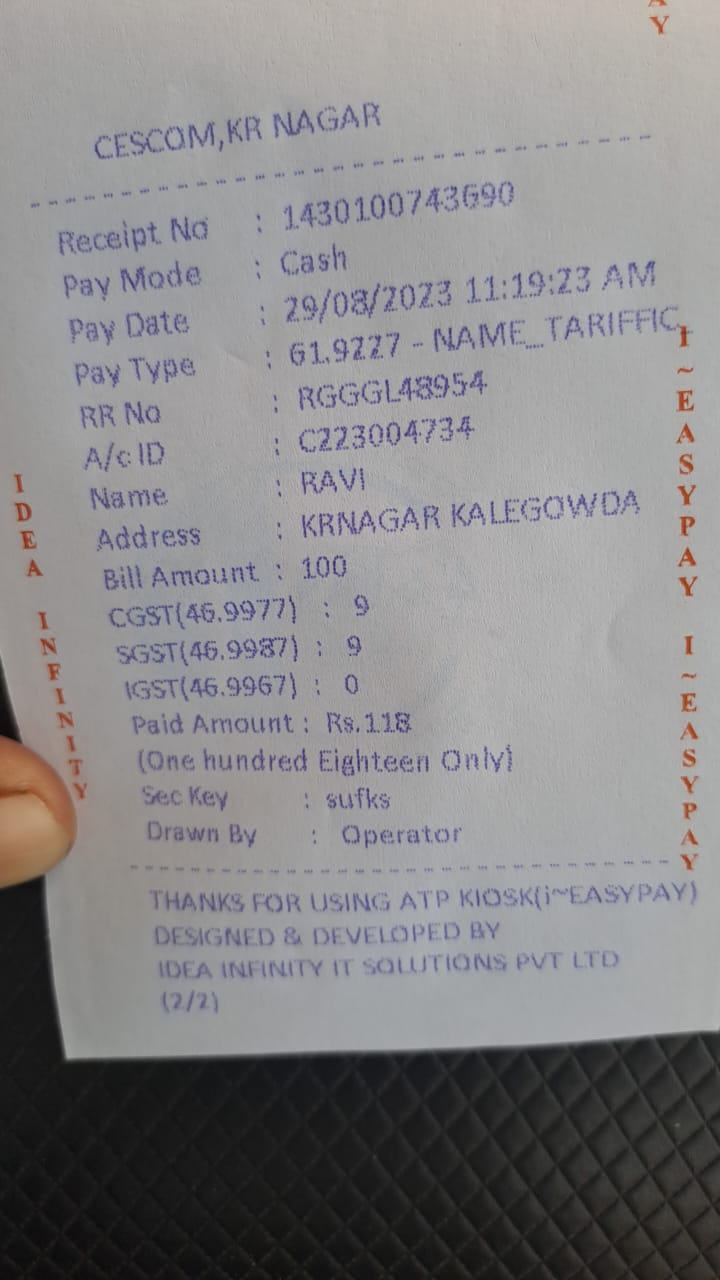 CESCOM,KR NAGAR
Receipt No : 1430100743690
Pay Mode : Cash
Pay Date : 29/08/2023 11:19:23 AM
Pay Type : 61.9227 - NAME_TARIFFIC
RR No : RGGGL48954
A/c ID : C223004734
Name : RAVI
Address : KRNAGAR KALEGOWDA
Bill Amount : 100
CGST(46.9977) : 9
SGST(46.9987) : 9
IGST(46.9967) : 0
Paid Amount : Rs.118
(One hundred Eighteen Only)
Sec Key : sufks
Drawn By : Operator
THANKS FOR USING ATP KIOSK(i~EASYPAY)
DESIGNED & DEVELOPED BY
IDEA INFINITY IT SOLUTIONS PVT LTD
(2/2)
IDEA INFINITY
I~EASYPAY I~EASYPAY